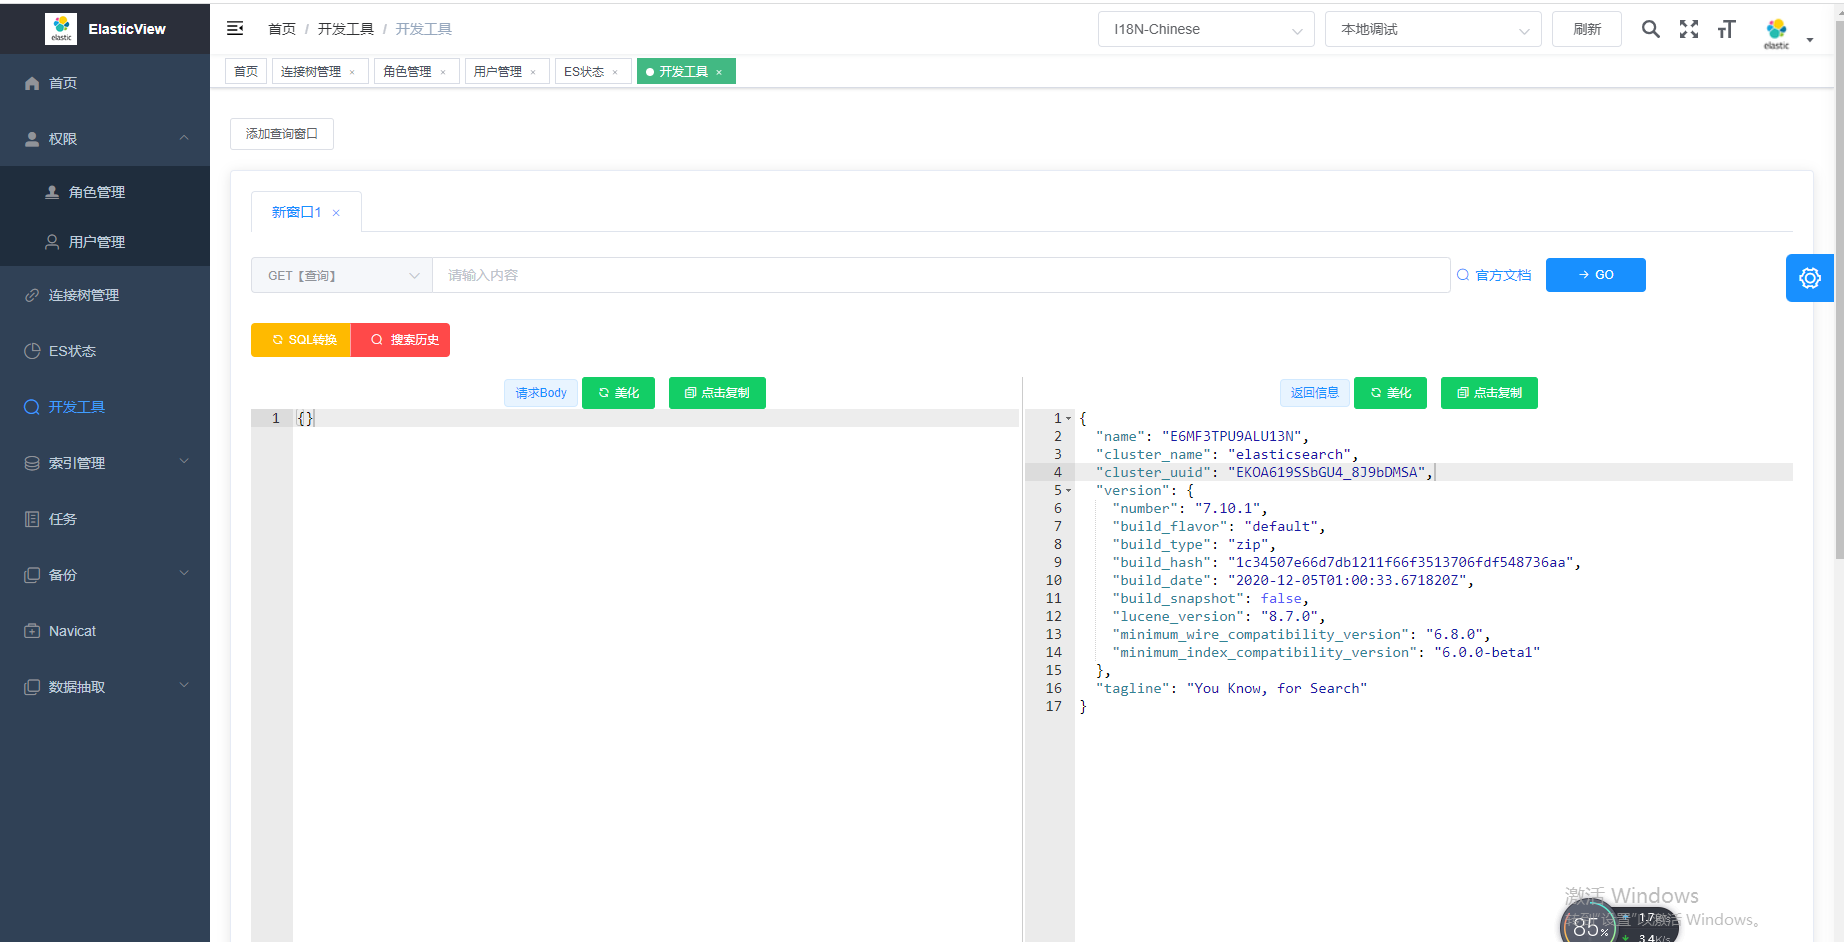 elastic
ElasticView
首页 / 开发工具 / 开发工具
I18N-Chinese
本地调试
刷新
elastic
首页
连接树管理 ×
角色管理 ×
用户管理 ×
ES状态 ×
开发工具 ×
首页
权限
角色管理
用户管理
连接树管理
ES状态
开发工具
索引管理
任务
备份
Navicat
数据抽取
添加查询窗口
新窗口1 ×
GET【查询】
请输入内容
官方文档
GO
SQL转换
搜索历史
请求Body
美化
点击复制
1 {}
返回信息
美化
点击复制
1 {
2 "name": "E6MF3TPU9ALU13N",
3 "cluster_name": "elasticsearch",
4 "cluster_uuid": "EKOA619SSbGU4_8J9bDMSA",
5 "version": {
6 "number": "7.10.1",
7 "build_flavor": "default",
8 "build_type": "zip",
9 "build_hash": "1c34507e66d7db1211f66f3513706fdf548736aa",
10 "build_date": "2020-12-05T01:00:33.671820Z",
11 "build_snapshot": false,
12 "lucene_version": "8.7.0",
13 "minimum_wire_compatibility_version": "6.8.0",
14 "minimum_index_compatibility_version": "6.0.0-beta1"
15 },
16 "tagline": "You Know, for Search"
17 }
激活 Windows
转到"设置"以激活 Windows。
85%
1.7
3.4K/s